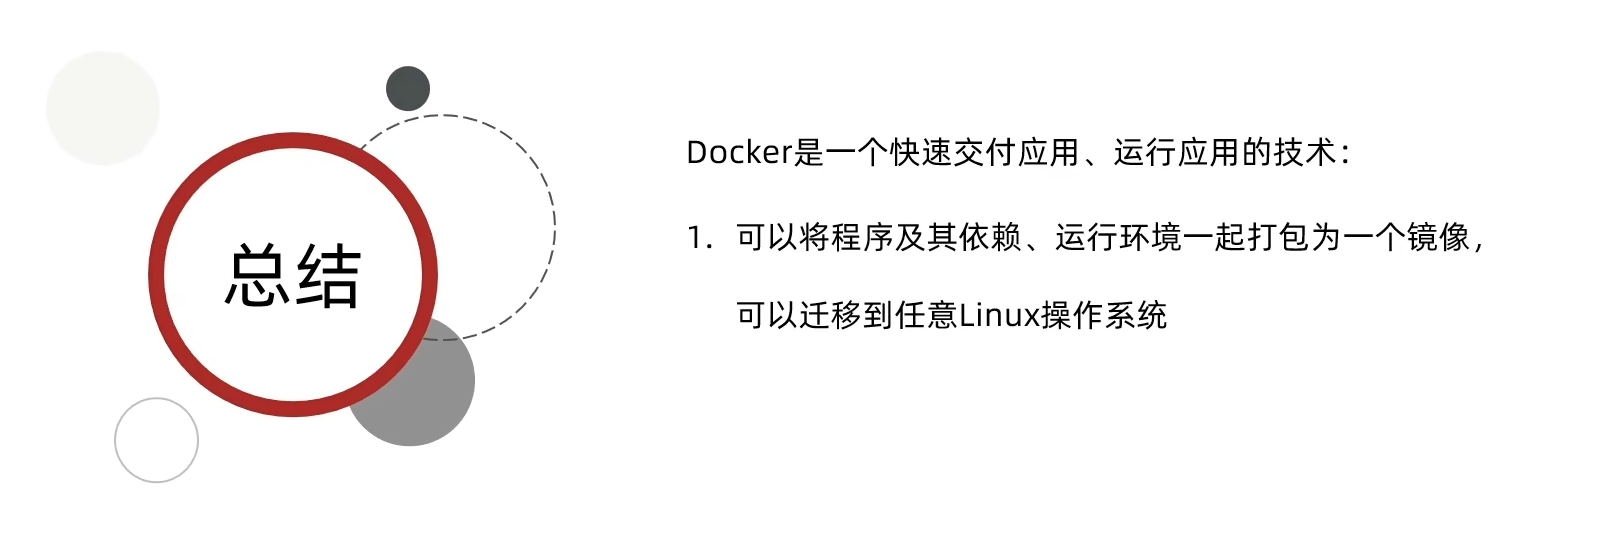 总结
Docker是一个快速交付应用、运行应用的技术：
1. 可以将程序及其依赖、运行环境一起打包为一个镜像，
可以迁移到任意Linux操作系统